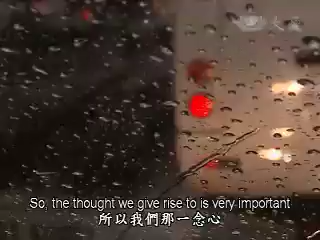 So, the thought we give rise to is very important
所以我們那一念心